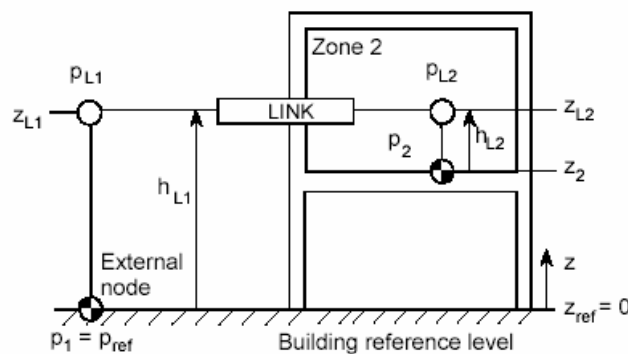 Zone 2
p_L1
p_L2
z_L1
LINK
z_L2
p_2
h_L2
h_L1
z_2
External
node
z
z_ref = 0
p_1 = p_ref
Building reference level